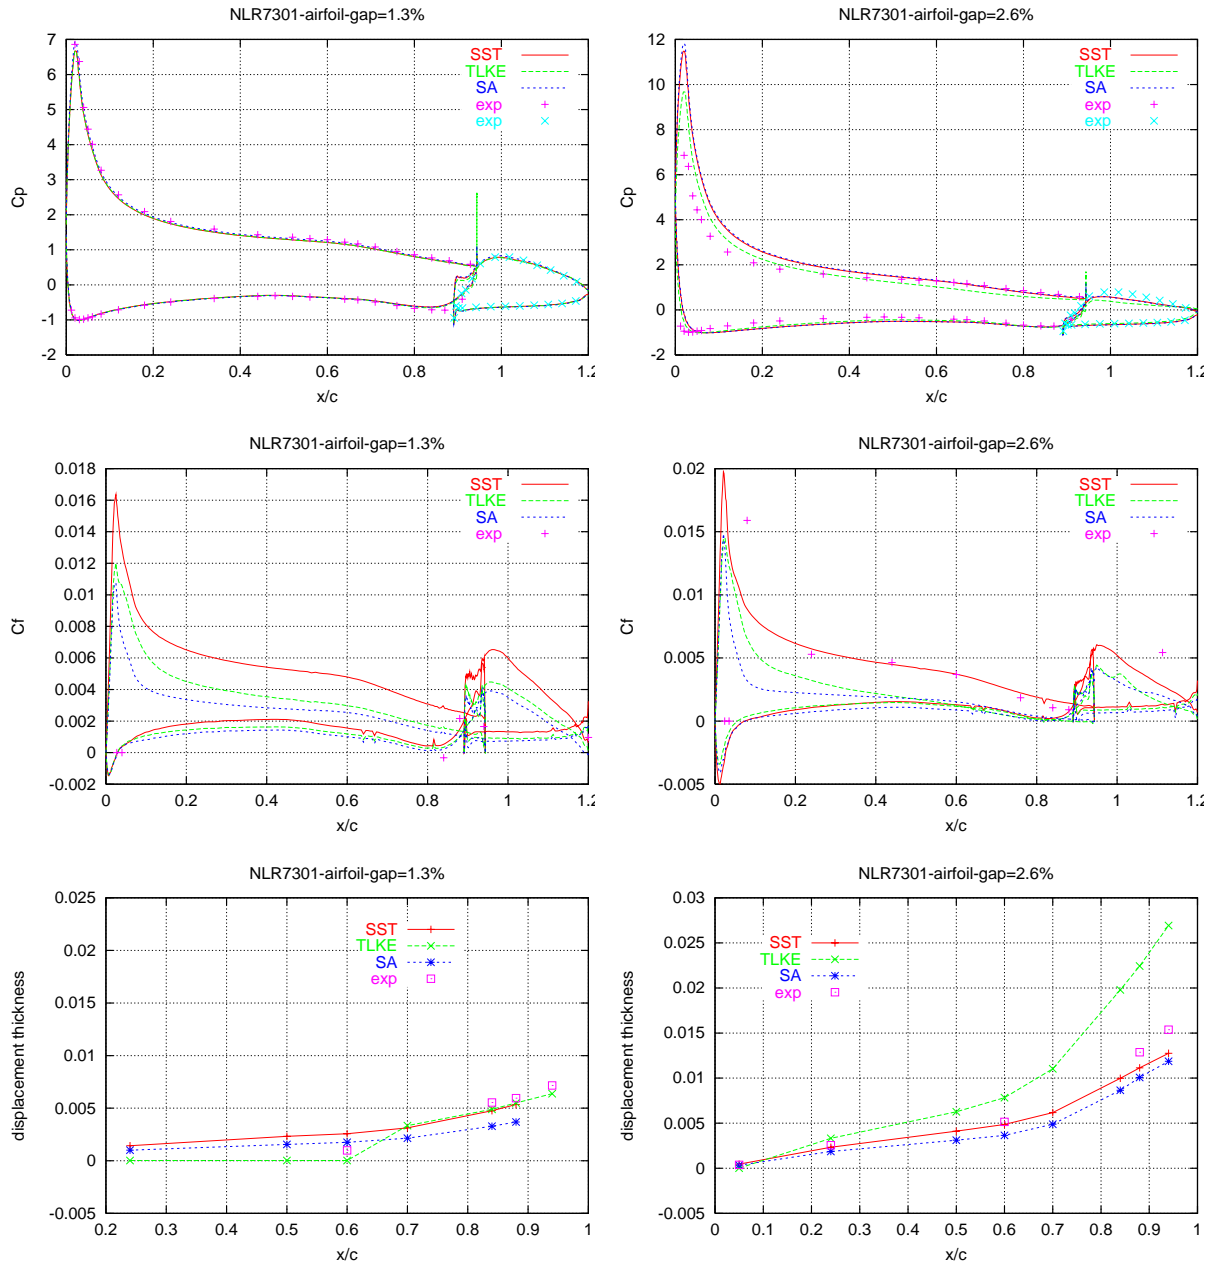 NLR7301-airfoil-gap=1.3%
7
6
5
4
3
2
1
0
-1
-2
Cp
SST
TLKE
SA
exp
exp
0 0.2 0.4 0.6 0.8 1 1.2
x/c
NLR7301-airfoil-gap=2.6%
12
10
8
6
4
2
0
-2
Cp
SST
TLKE
SA
exp
exp
0 0.2 0.4 0.6 0.8 1 1.2
x/c
NLR7301-airfoil-gap=1.3%
0.018
0.016
0.014
0.012
0.01
0.008
0.006
0.004
0.002
0
-0.002
Cf
SST
TLKE
SA
exp
0 0.2 0.4 0.6 0.8 1 1.2
x/c
NLR7301-airfoil-gap=2.6%
0.02
0.015
0.01
0.005
0
-0.005
Cf
SST
TLKE
SA
exp
0 0.2 0.4 0.6 0.8 1 1.2
x/c
NLR7301-airfoil-gap=1.3%
0.025
0.02
0.015
0.01
0.005
0
-0.005
displacement thickness
SST
TLKE
SA
exp
0.2 0.3 0.4 0.5 0.6 0.7 0.8 0.9 1
x/c
NLR7301-airfoil-gap=2.6%
0.03
0.025
0.02
0.015
0.01
0.005
0
-0.005
displacement thickness
SST
TLKE
SA
exp
0 0.1 0.2 0.3 0.4 0.5 0.6 0.7 0.8 0.9 1
x/c